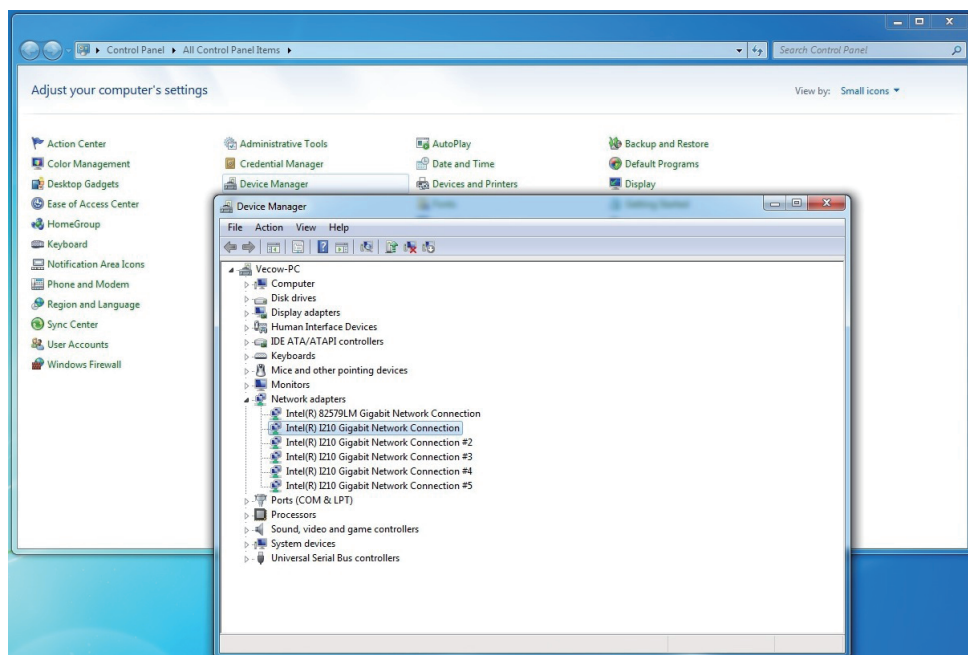 Control Panel ▸ All Control Panel Items ▸
Search Control Panel
Adjust your computer's settings
View by: Small icons
Action Center
Administrative Tools
AutoPlay
Backup and Restore
Color Management
Credential Manager
Date and Time
Default Programs
Desktop Gadgets
Device Manager
Devices and Printers
Display
Ease of Access Center
HomeGroup
Keyboard
Notification Area Icons
Phone and Modem
Region and Language
Sync Center
User Accounts
Windows Firewall
Device Manager
File Action View Help
Vecow-PC
Computer
Disk drives
Display adapters
Human Interface Devices
IDE ATA/ATAPI controllers
Keyboards
Mice and other pointing devices
Monitors
Network adapters
Intel(R) 82579LM Gigabit Network Connection
Intel(R) I210 Gigabit Network Connection
Intel(R) I210 Gigabit Network Connection #2
Intel(R) I210 Gigabit Network Connection #3
Intel(R) I210 Gigabit Network Connection #4
Intel(R) I210 Gigabit Network Connection #5
Ports (COM & LPT)
Processors
Sound, video and game controllers
System devices
Universal Serial Bus controllers